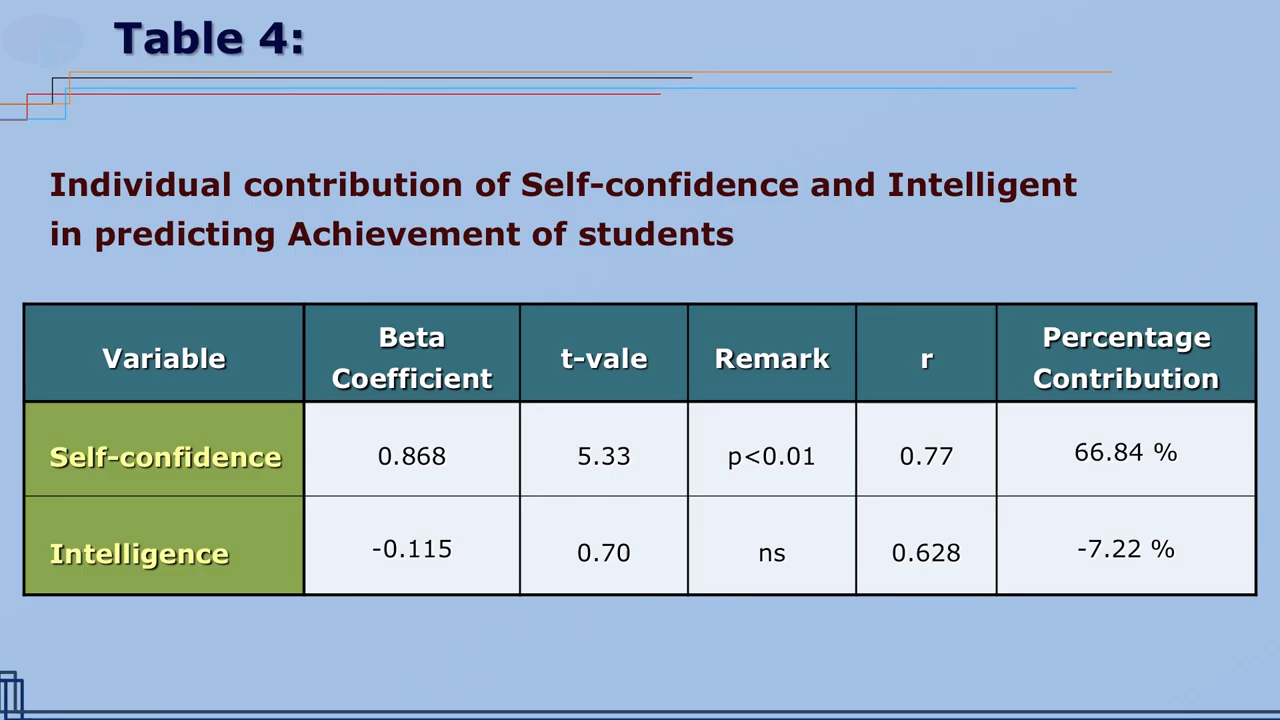 Table 4:
Individual contribution of Self-confidence and Intelligent
in predicting Achievement of students
Variable Beta Coefficient t-vale Remark r Percentage Contribution
Self-confidence 0.868 5.33 p<0.01 0.77 66.84 %
Intelligence -0.115 0.70 ns 0.628 -7.22 %